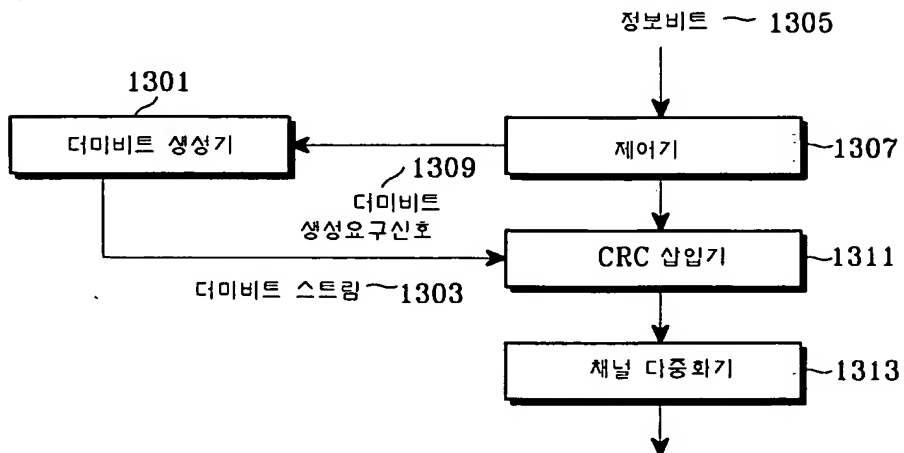 정보비트 ~ 1305
1301
더미비트 생성기
제어기
1307
1309
더미비트
생성요구신호
CRC 삽입기
1311
더미비트 스트림 ~1303
채널 다중화기
1313